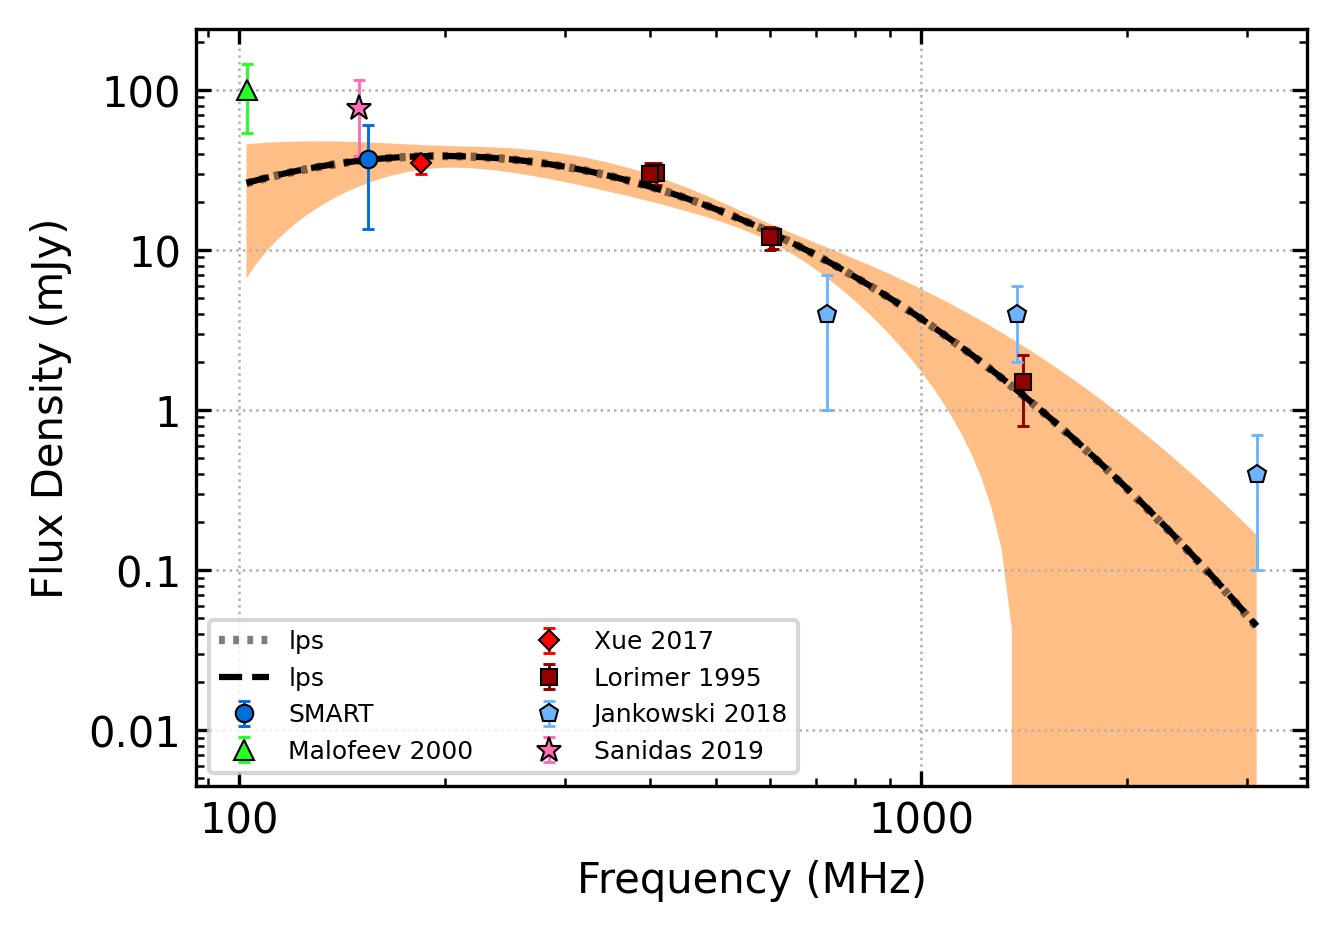 100
10
1
0.1
0.01
Flux Density (mJy)
lps
lps
SMART
Malofeev 2000
Xue 2017
Lorimer 1995
Jankowski 2018
Sanidas 2019
100
1000
Frequency (MHz)